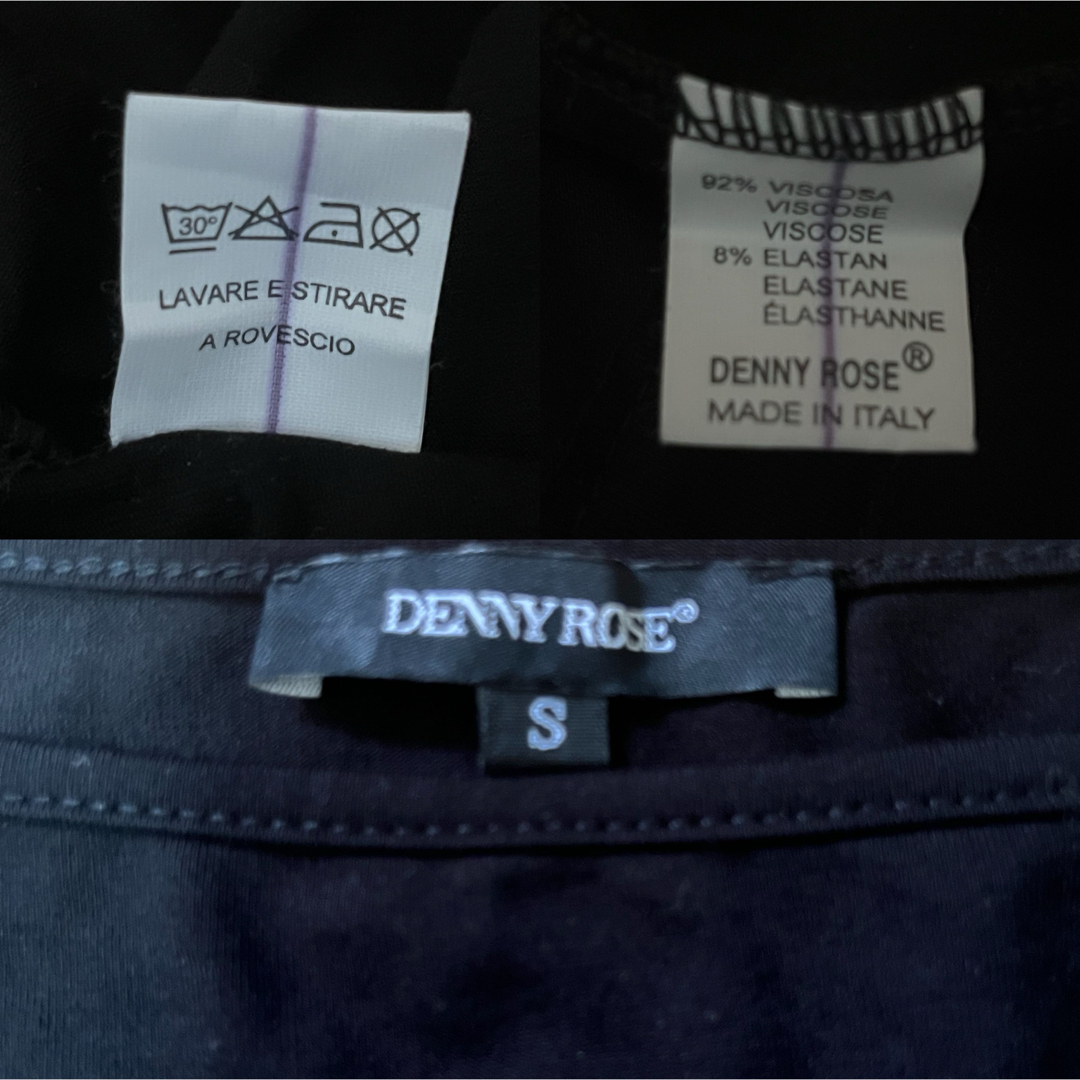 30°
LAVARE E STIRARE
A ROVESCIO
92% VISCOSA
VISCOSE
VISCOSE
8% ELASTAN
ELASTANE
ÉLASTHANNE
DENNY ROSE®
MADE IN ITALY
DENNY ROSE®
S